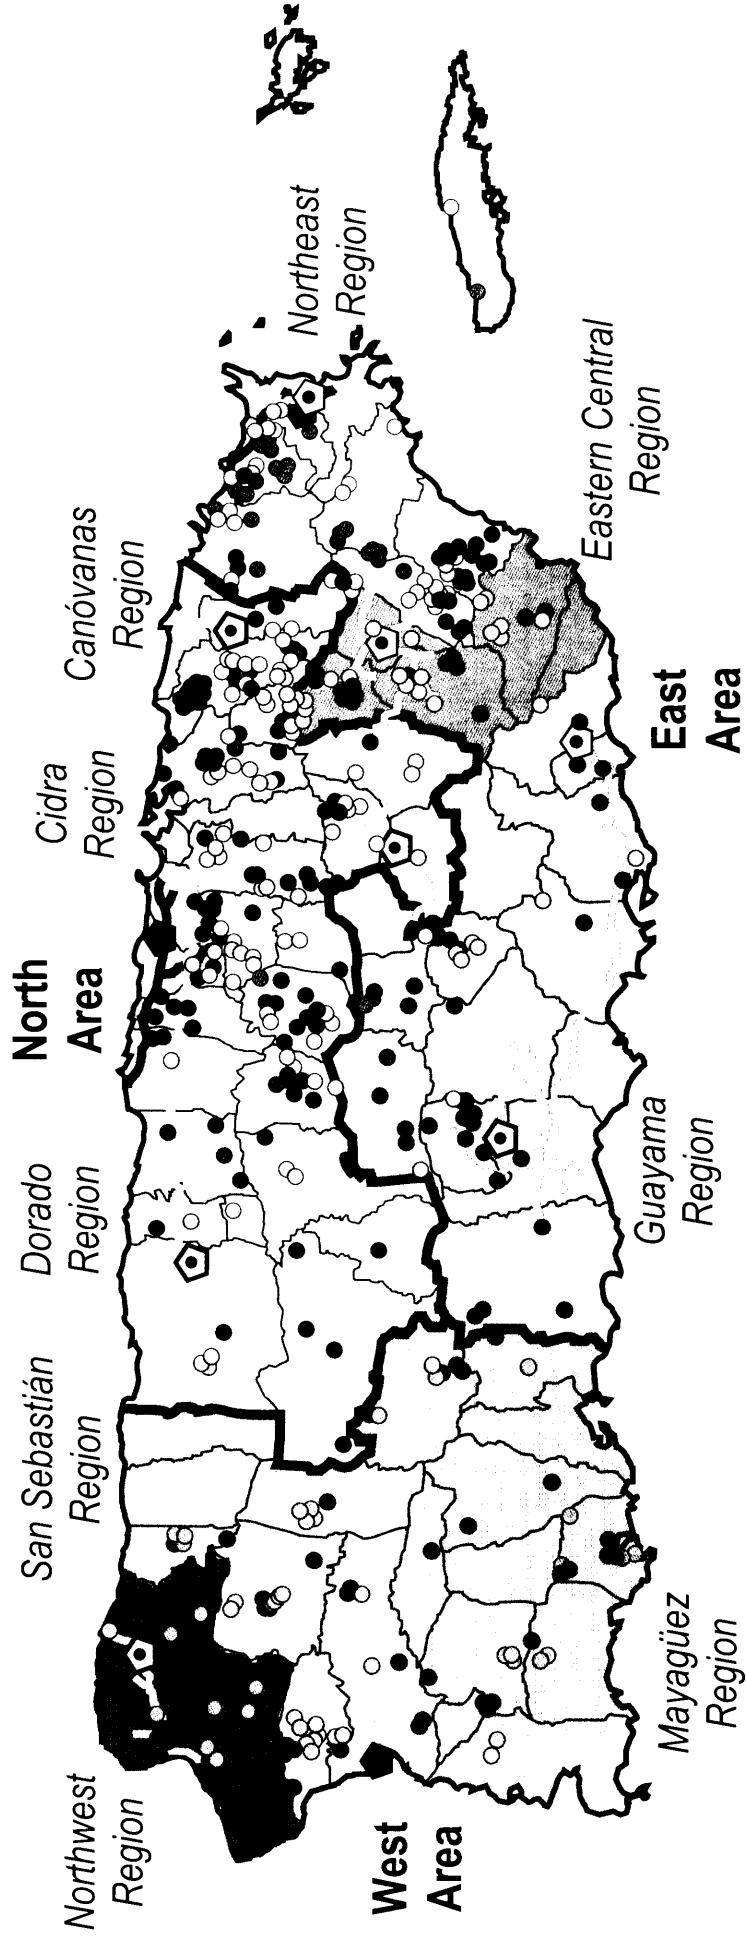 Northwest
Region
San Sebastián
Region
Dorado
Region
North
Area
Cidra
Region
Canóvanas
Region
Northeast
Region
West
Area
Mayagüez
Region
Guayama
Region
East
Area
Eastern Central
Region